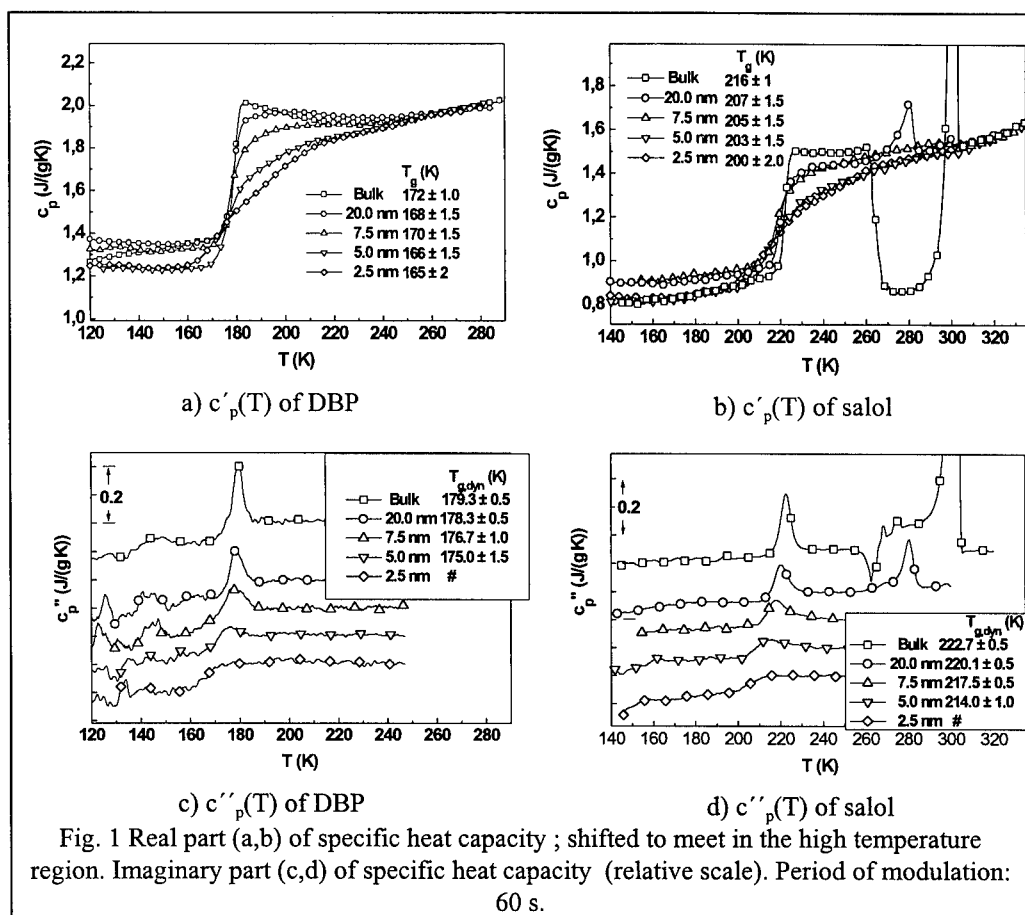 2,2
2,0
1,8
1,6
1,4
1,2
1,0
c_p (J/(gK)
T_g (K)
Bulk 172 ± 1.0
20.0 nm 168 ± 1.5
7.5 nm 170 ± 1.5
5.0 nm 166 ± 1.5
2.5 nm 165 ± 2
120 140 160 180 200 220 240 260 280
T (K)
a) c´p(T) of DBP
1,8
1,6
1,4
1,2
1,0
0,8
c_p (J/(gK)
T_g (K)
Bulk 216 ± 1
20.0 nm 207 ± 1.5
7.5 nm 205 ± 1.5
5.0 nm 203 ± 1.5
2.5 nm 200 ± 2.0
140 160 180 200 220 240 260 280 300 320
T (K)
b) c´p(T) of salol
c_p" (J/(gK))
0.2
T_g,dyn (K)
Bulk 179.3 ± 0.5
20.0 nm 178.3 ± 0.5
7.5 nm 176.7 ± 1.0
5.0 nm 175.0 ± 1.5
2.5 nm #
120 140 160 180 200 220 240 260 280
T (K)
c) c´´p(T) of DBP
c_p" (J/(gK))
0.2
T_g,dyn (K)
Bulk 222.7 ± 0.5
20.0 nm 220.1 ± 0.5
7.5 nm 217.5 ± 0.5
5.0 nm 214.0 ± 1.0
2.5 nm #
140 160 180 200 220 240 260 280 300 320
T (K)
d) c´´p(T) of salol
Fig. 1 Real part (a,b) of specific heat capacity ; shifted to meet in the high temperature
region. Imaginary part (c,d) of specific heat capacity (relative scale). Period of modulation:
60 s.